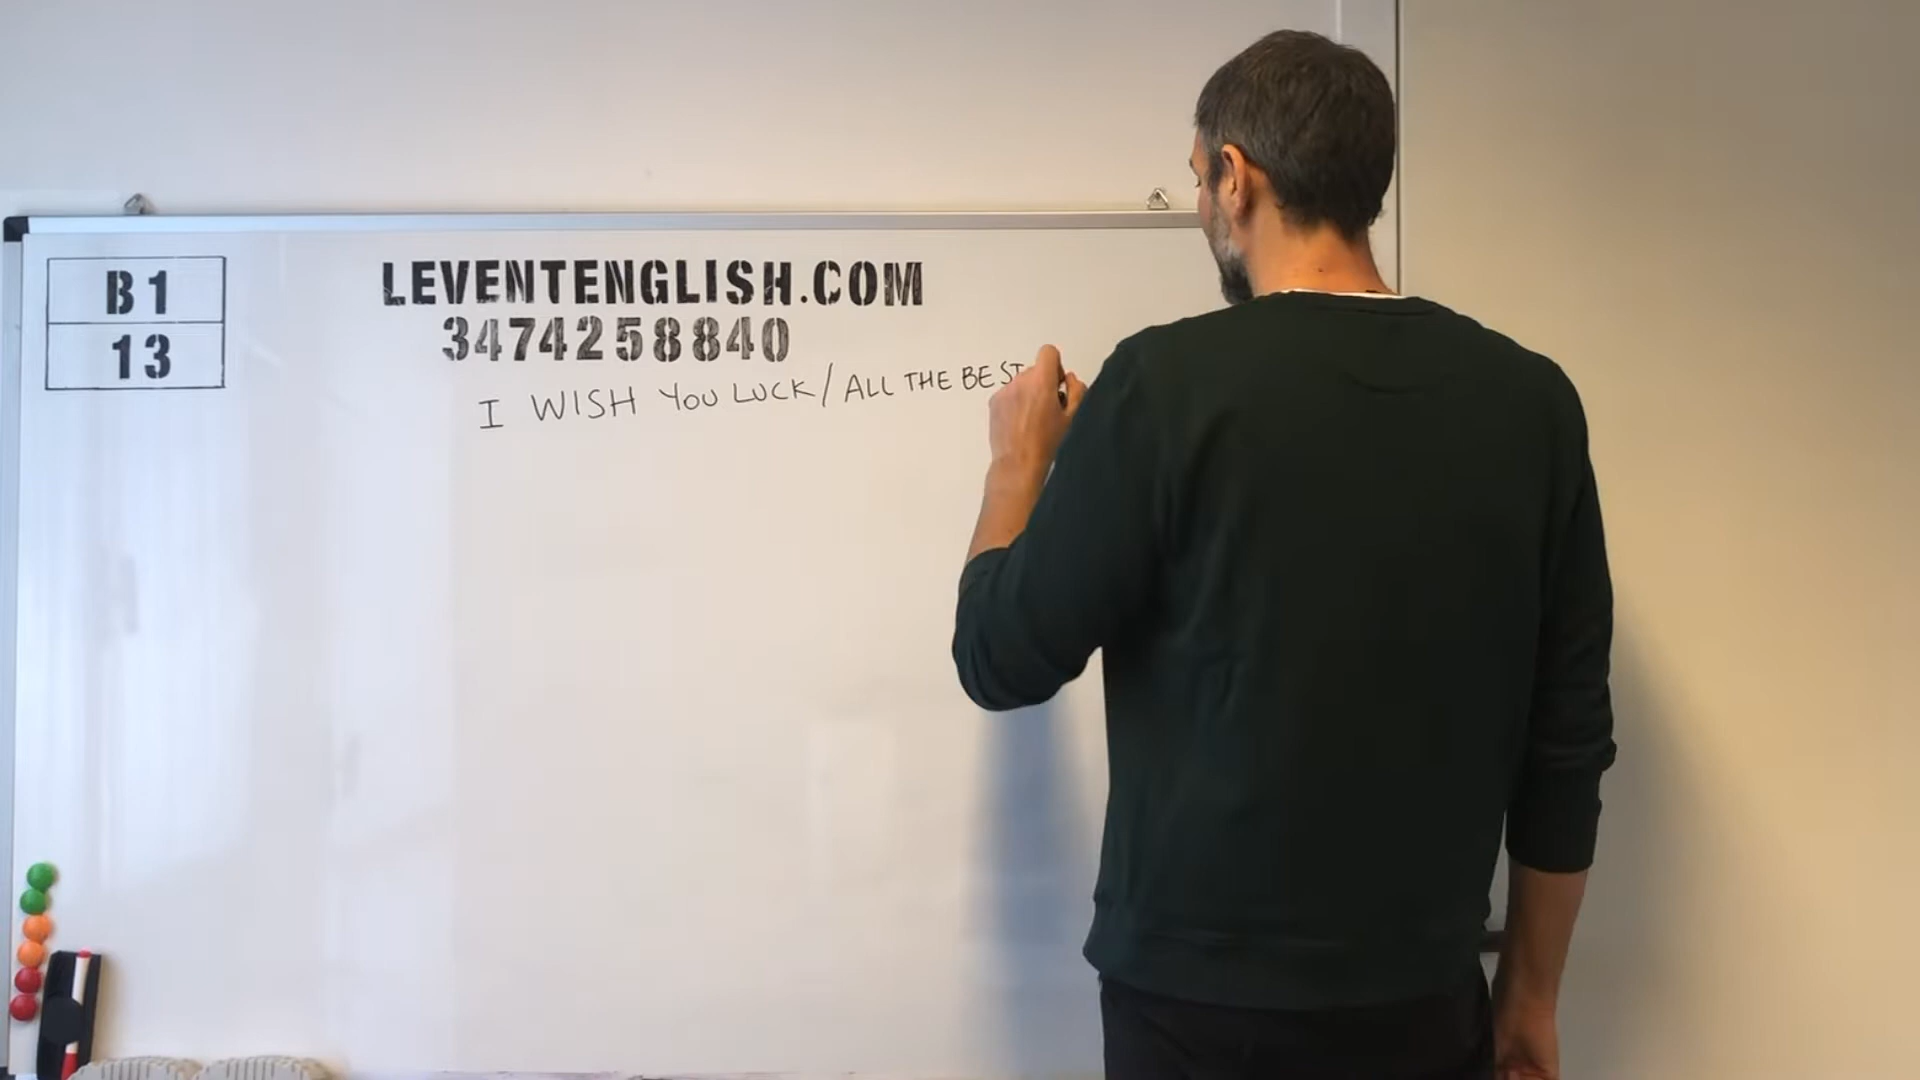 B1
13
LEVENTENGLISH.COM
3474258840
I WISH YOU LUCK/ALL THE BEST